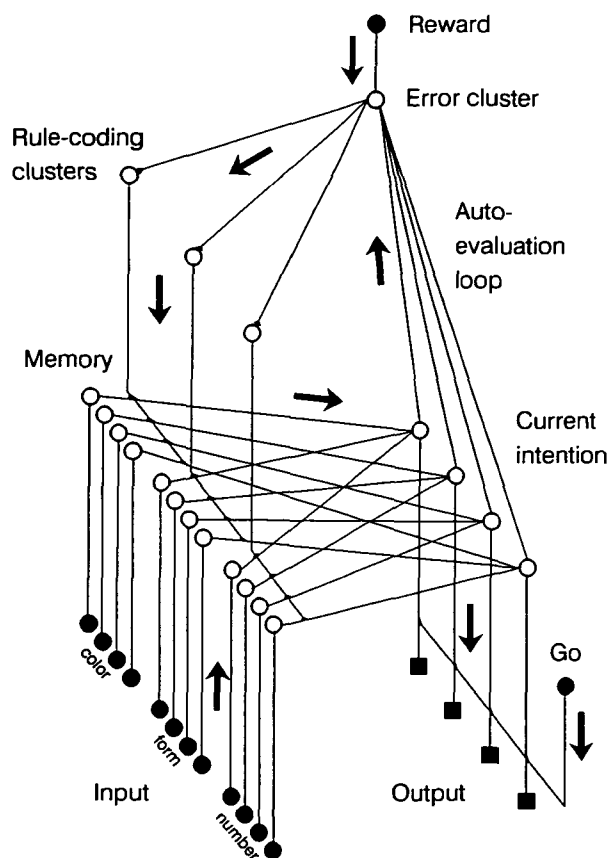 Reward
Error cluster
Rule-coding
clusters
Auto-
evaluation
loop
Memory
Current
intention
color
form
number
Go
Input
Output